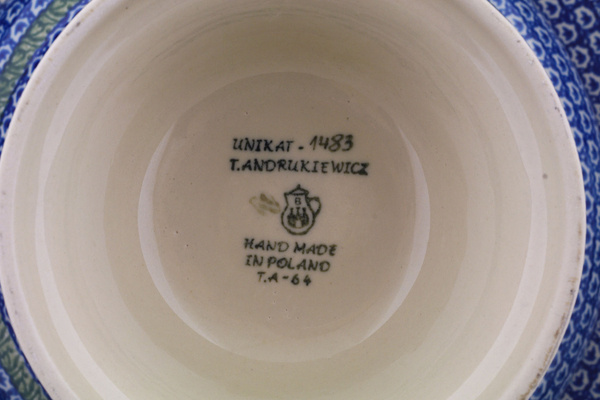 UNIKAT - 1483
T.ANDRUKIEWICZ
B
HAND MADE
IN POLAND
T.A-64